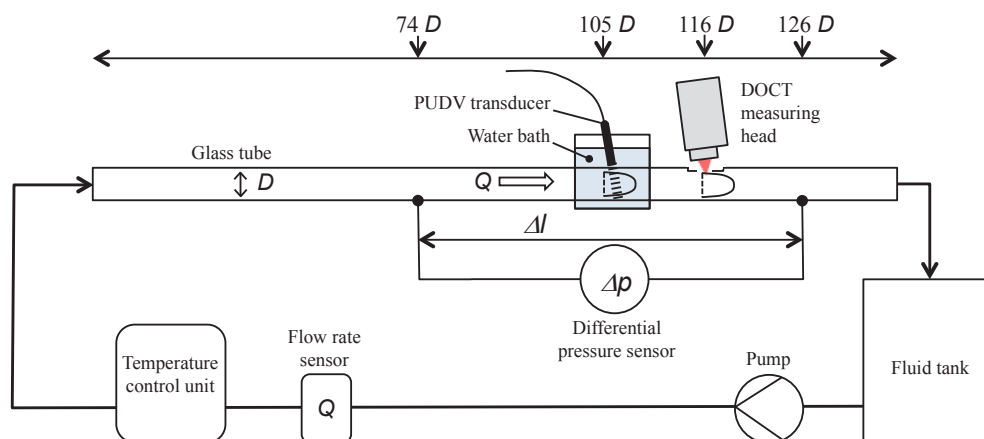 74 D
105 D
116 D
126 D
PUDV transducer
DOCT
measuring
head
Water bath
Glass tube
D
Q
Δl
Δp
Differential
pressure sensor
Temperature
control unit
Flow rate
sensor
Q
Pump
Fluid tank